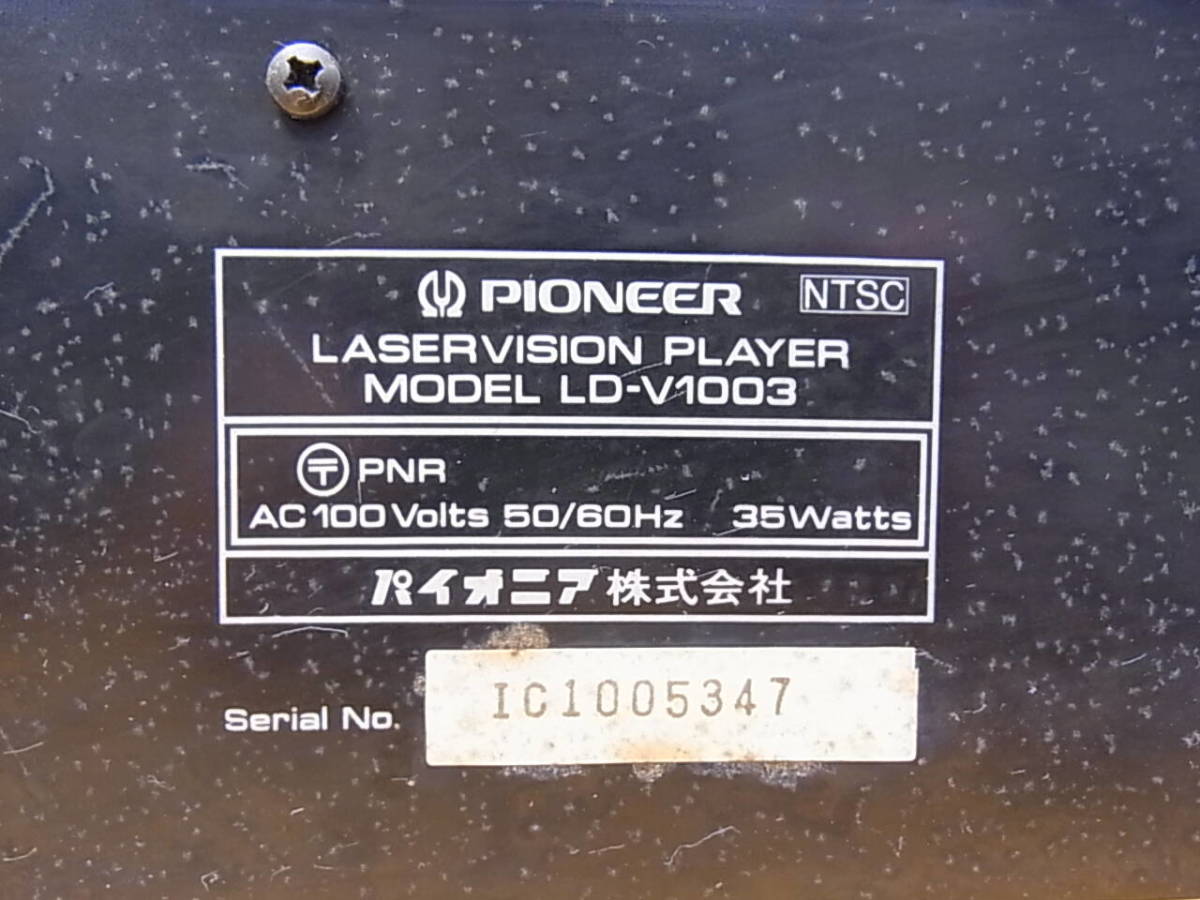 PIONEER NTSC
LASERVISION PLAYER
MODEL LD-V1003
〒 PNR
AC 100 Volts 50/60Hz 35Watts
パイオニア株式会社
Serial No. IC1005347